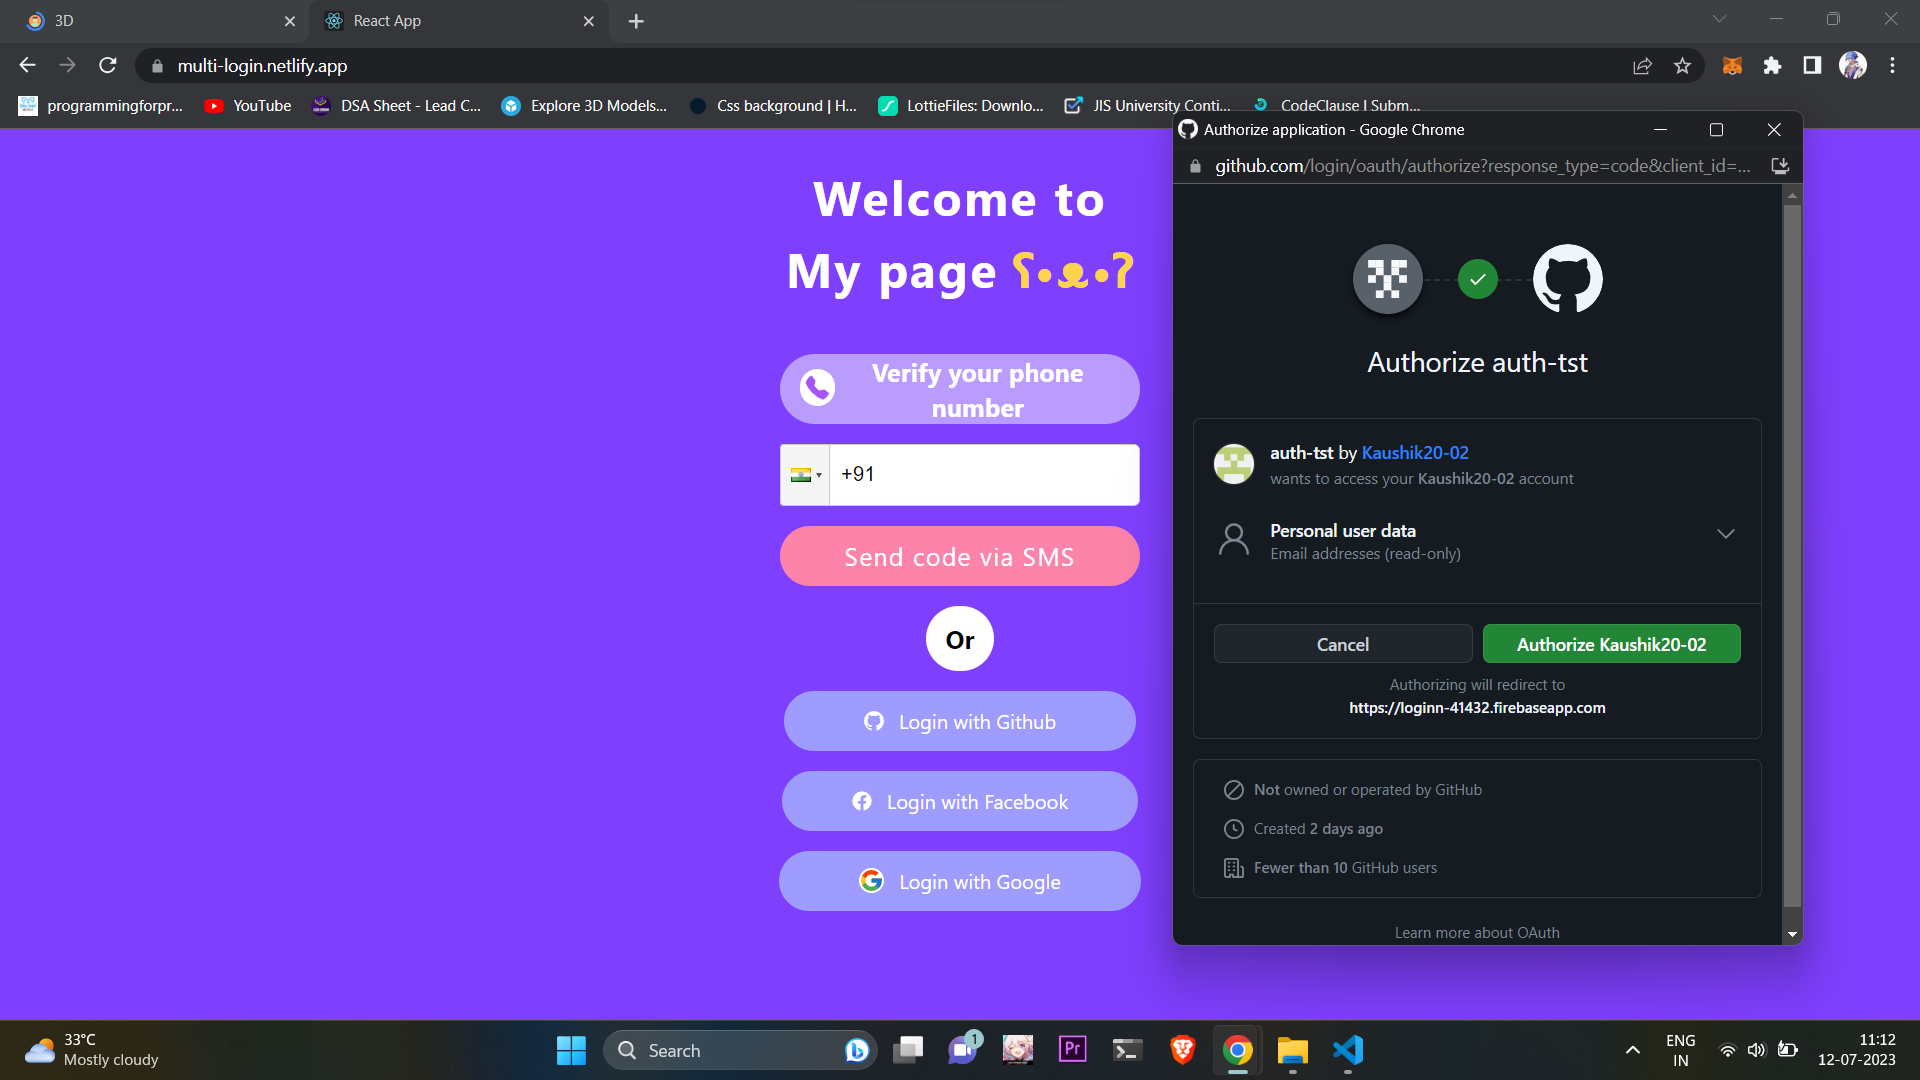 3D
React App
multi-login.netlify.app
programmingforpr...
YouTube
DSA Sheet - Lead C...
Explore 3D Models...
Css background | H...
LottieFiles: Downlo...
JIS University Conti...
CodeClause | Subm...
Welcome to
My page ʕ•ᴥ•ʔ
Verify your phone
number
+91
Send code via SMS
Or
Login with Github
Login with Facebook
Login with Google
Authorize application - Google Chrome
github.com/login/oauth/authorize?response_type=code&client_id=...
Authorize auth-tst
auth-tst by Kaushik20-02
wants to access your Kaushik20-02 account
Personal user data
Email addresses (read-only)
Cancel
Authorize Kaushik20-02
Authorizing will redirect to
https://loginn-41432.firebaseapp.com
Not owned or operated by GitHub
Created 2 days ago
Fewer than 10 GitHub users
Learn more about OAuth
33°C
Mostly cloudy
Search
1
Pr
ENG
IN
11:12
12-07-2023